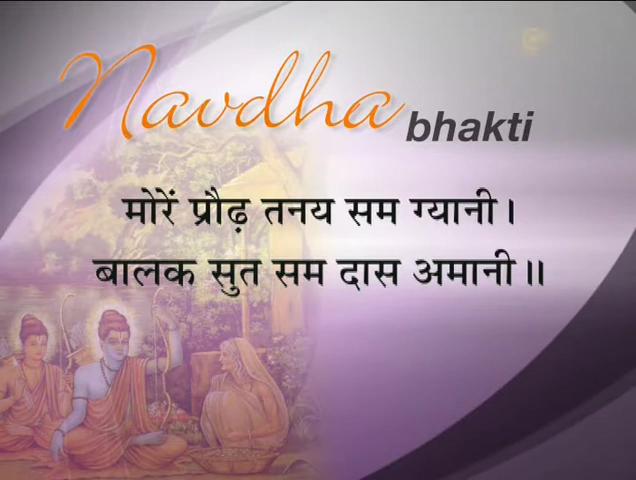 Navdha bhakti
मोरें प्रौढ़ तनय सम ग्यानी।
बालक सुत सम दास अमानी॥